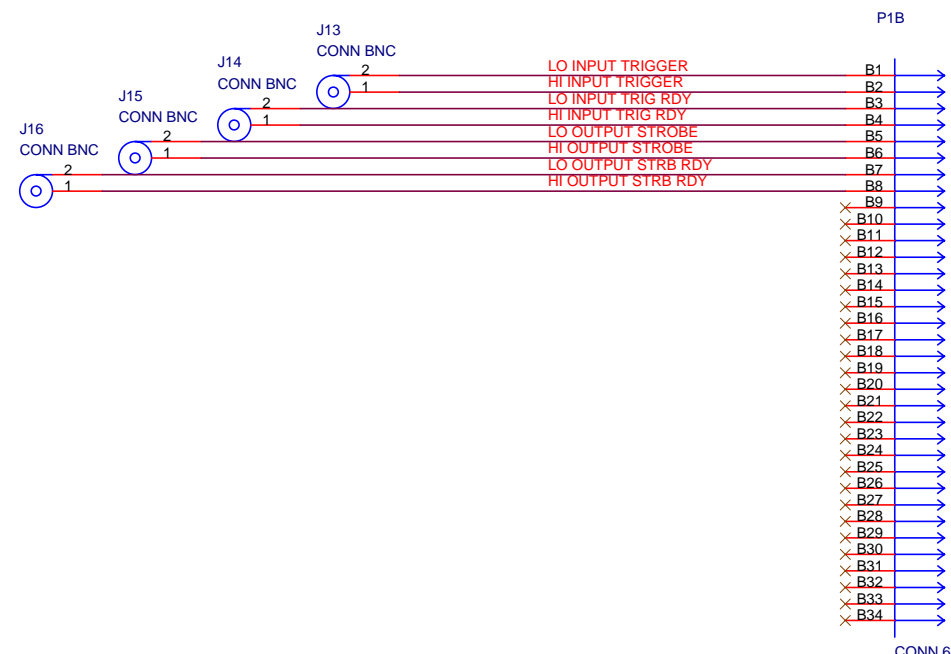 P1B
J13
CONN BNC
J14
CONN BNC
J15
CONN BNC
J16
CONN BNC
2 LO INPUT TRIGGER B1
1 HI INPUT TRIGGER B2
2 LO INPUT TRIG RDY B3
1 HI INPUT TRIG RDY B4
2 LO OUTPUT STROBE B5
1 HI OUTPUT STROBE B6
2 LO OUTPUT STRB RDY B7
1 HI OUTPUT STRB RDY B8
B9
B10
B11
B12
B13
B14
B15
B16
B17
B18
B19
B20
B21
B22
B23
B24
B25
B26
B27
B28
B29
B30
B31
B32
B33
B34
CONN 6